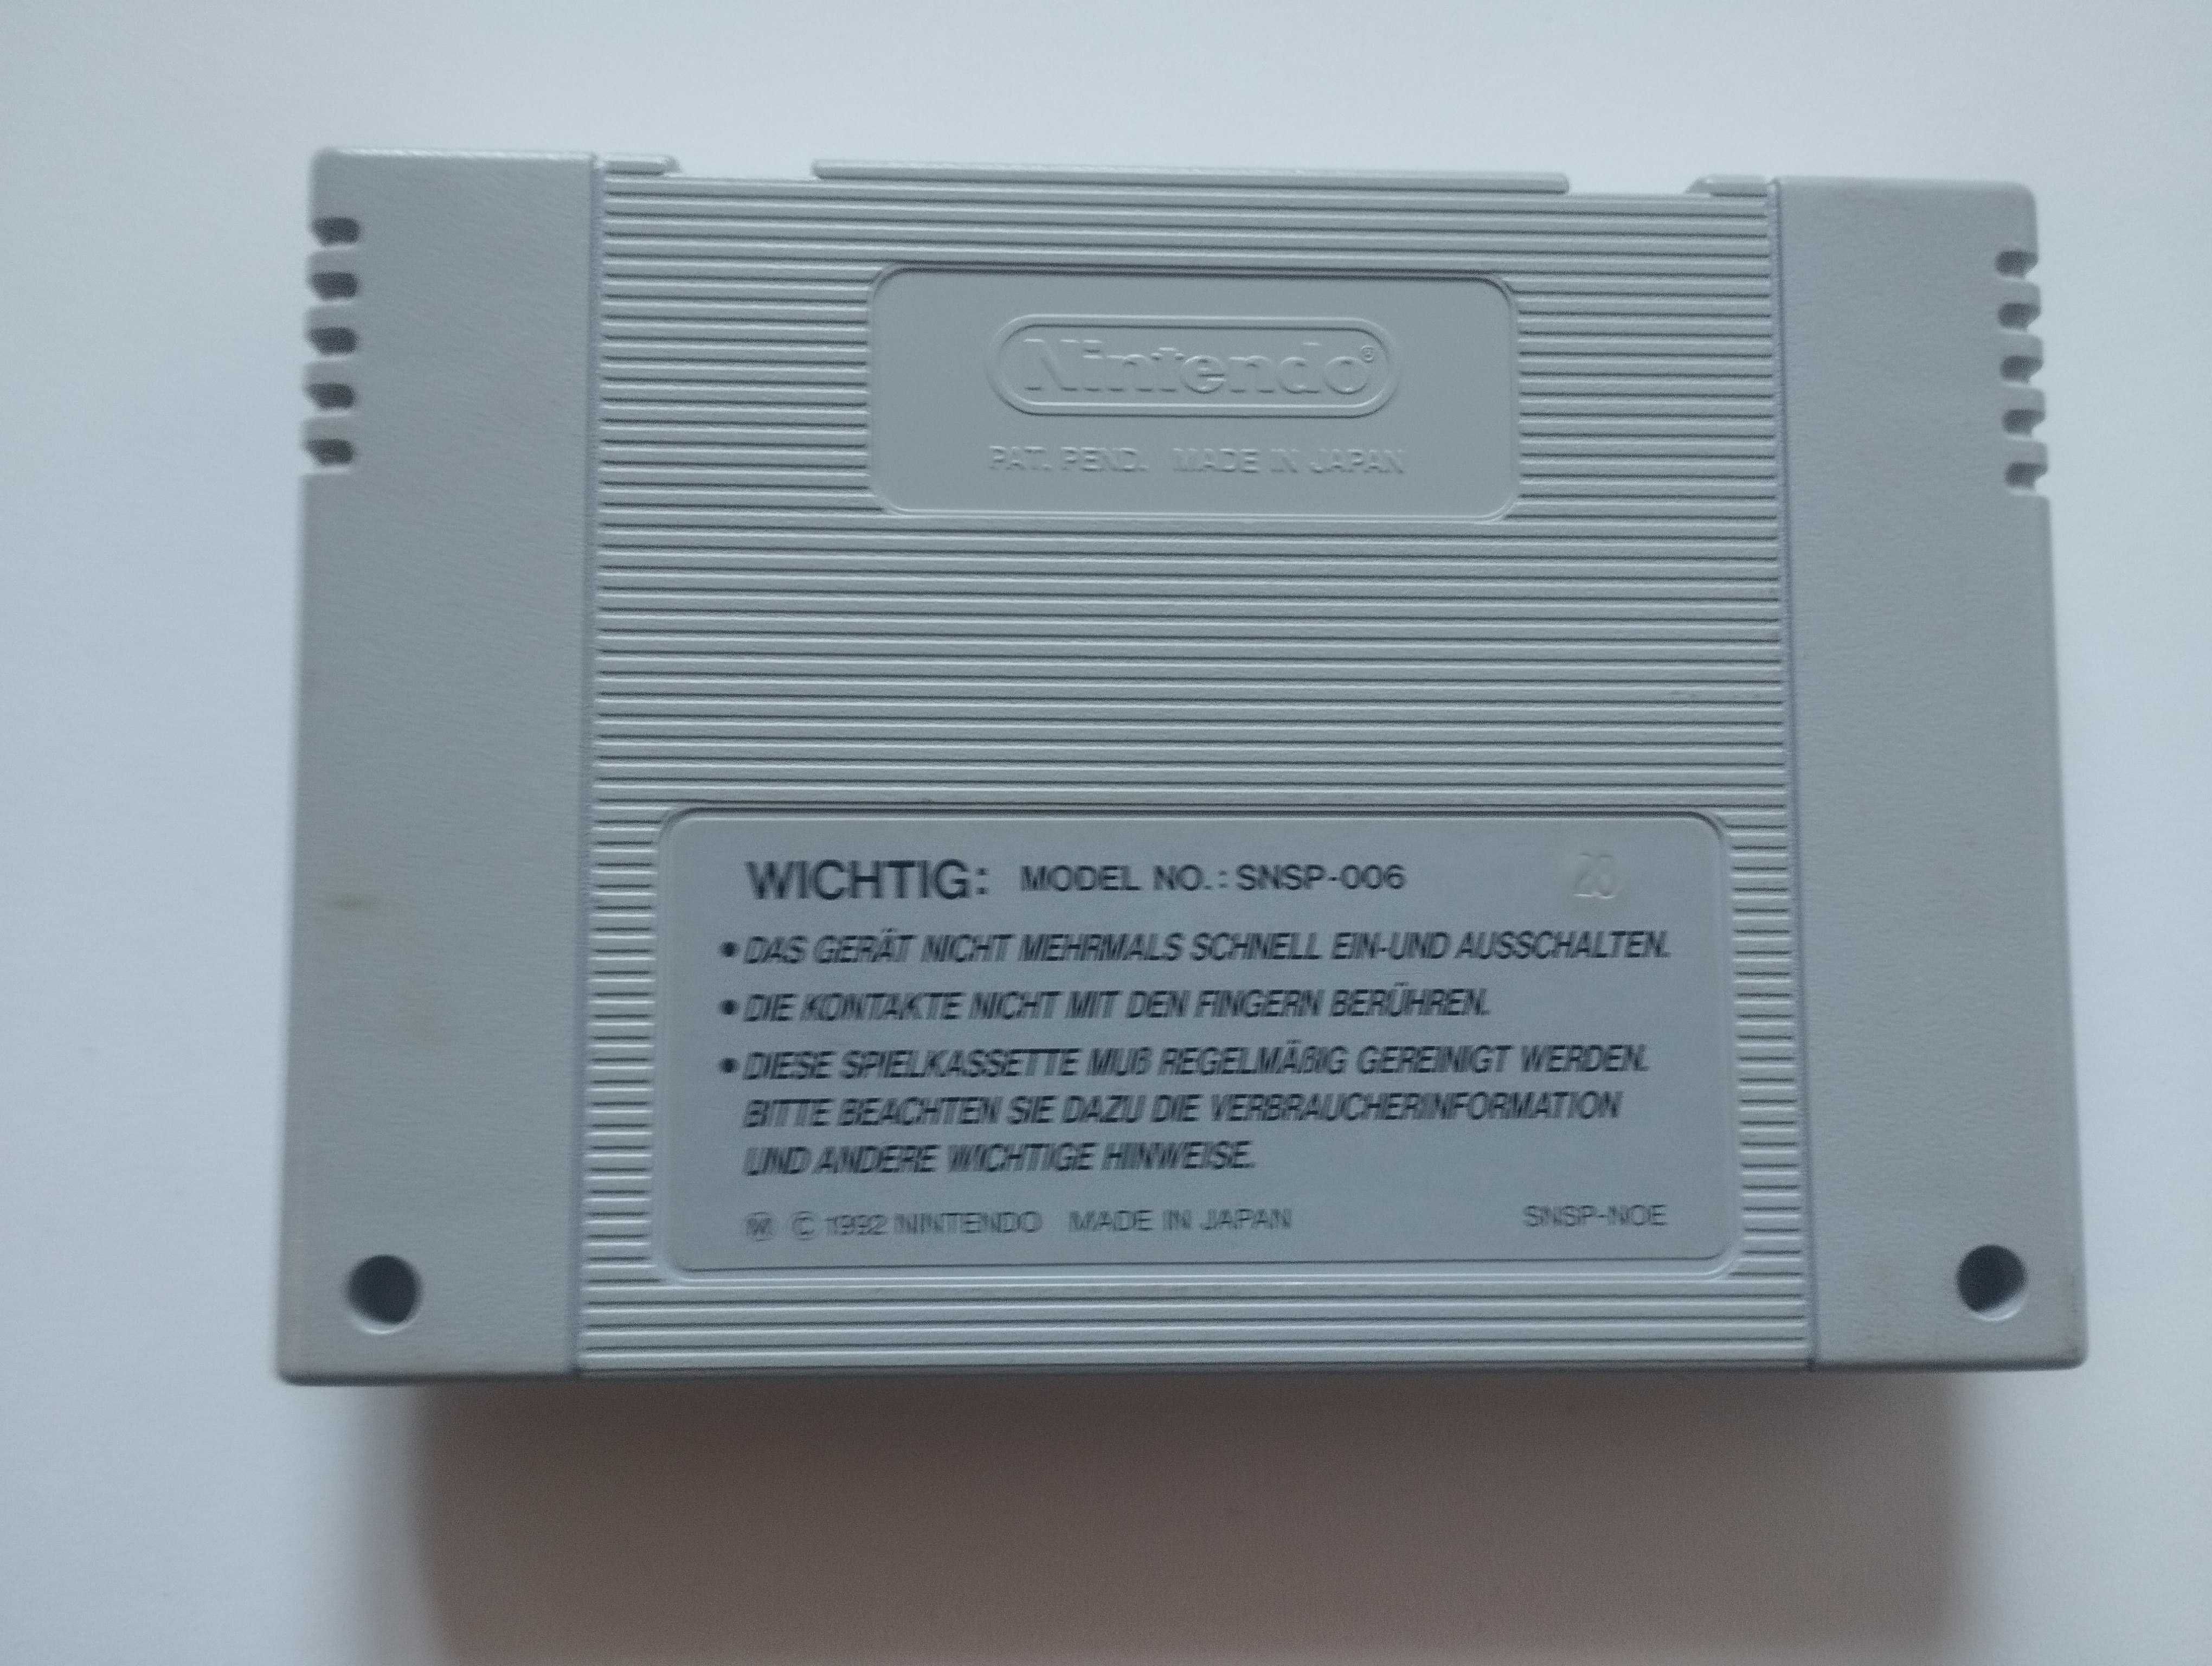 Nintendo®
PAT. PEND. MADE IN JAPAN
WICHTIG: MODEL NO.: SNSP-006 20
• DAS GERÄT NICHT MEHRMALS SCHNELL EIN-UND AUSSCHALTEN.
• DIE KONTAKTE NICHT MIT DEN FINGERN BERÜHREN.
• DIESE SPIELKASSETTE MUß REGELMÄßIG GEREINIGT WERDEN.
BITTE BEACHTEN SIE DAZU DIE VERBRAUCHERINFORMATION
UND ANDERE WICHTIGE HINWEISE.
Ⓜ © 1992 NINTENDO MADE IN JAPAN SNSP-NOE